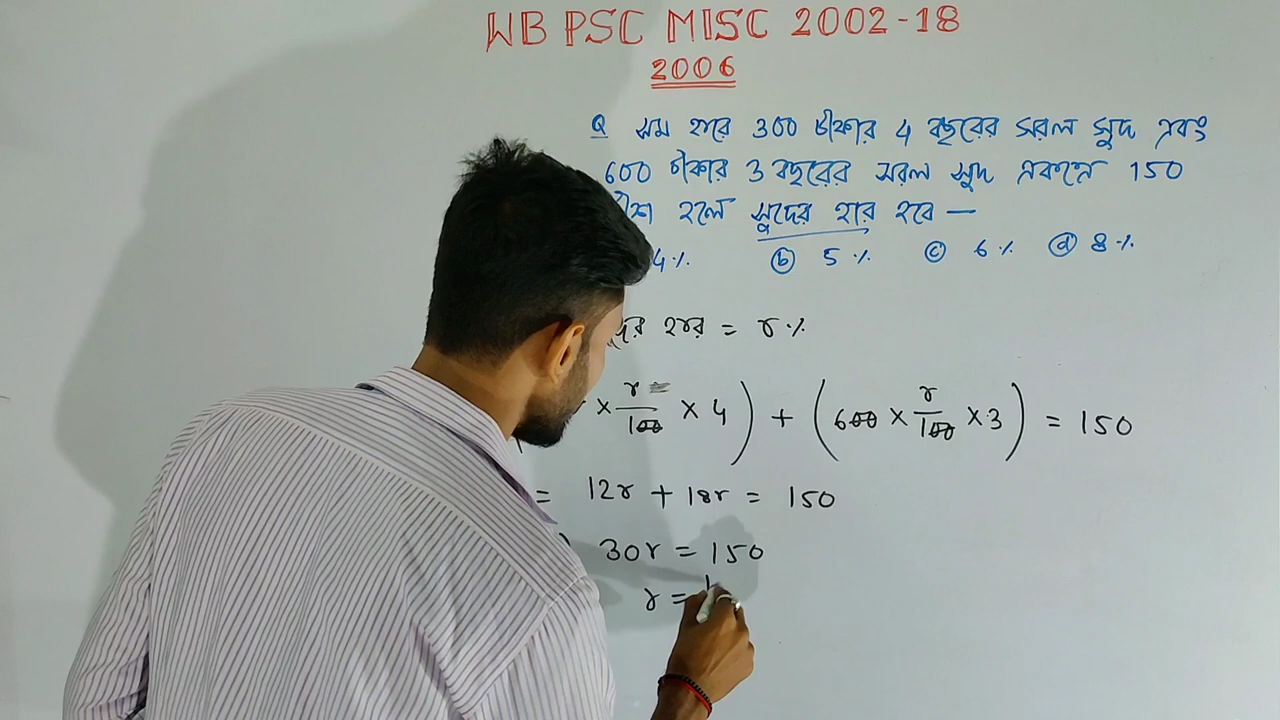 WB PSC MISC 2002-18
2006
Q সম হারে 300 টাকার 4 বছরের সরল সুদ এবং
600 টাকার 3 বছরের সরল সুদ একত্রে 150
হলে সুদের হার হবে —
4% ⓑ 5% ⓒ 6% ⓓ 8%
হার = r%
× r/100 × 4) + (600 × r/100 × 3) = 150
= 12r + 18r = 150
30r = 150
r =